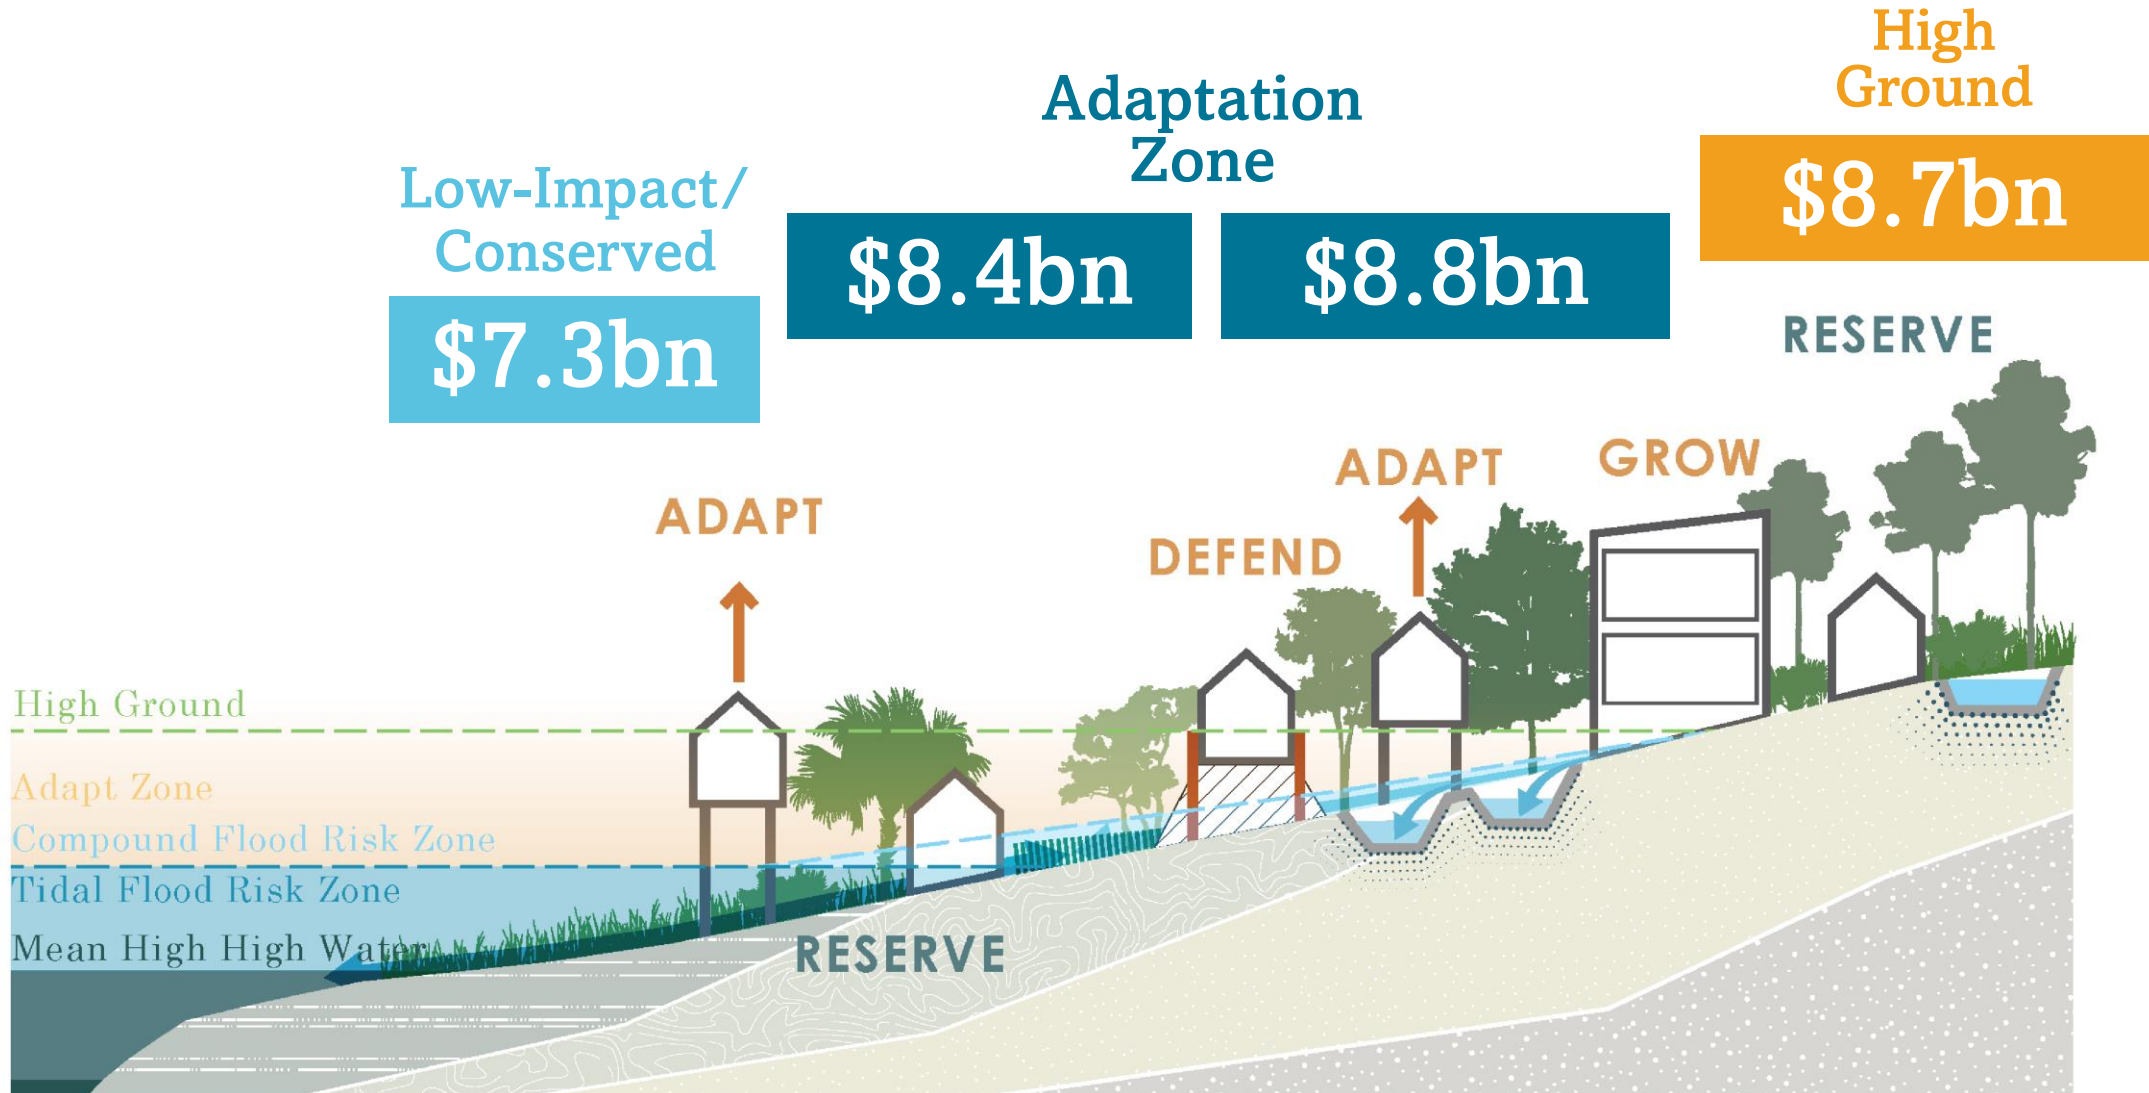 High
Ground
$8.7bn
Adaptation
Zone
$8.4bn
$8.8bn
Low-Impact/
Conserved
$7.3bn
RESERVE
GROW
ADAPT
ADAPT
DEFEND
High Ground
Adapt Zone
Compound Flood Risk Zone
Tidal Flood Risk Zone
Mean High High Water
RESERVE